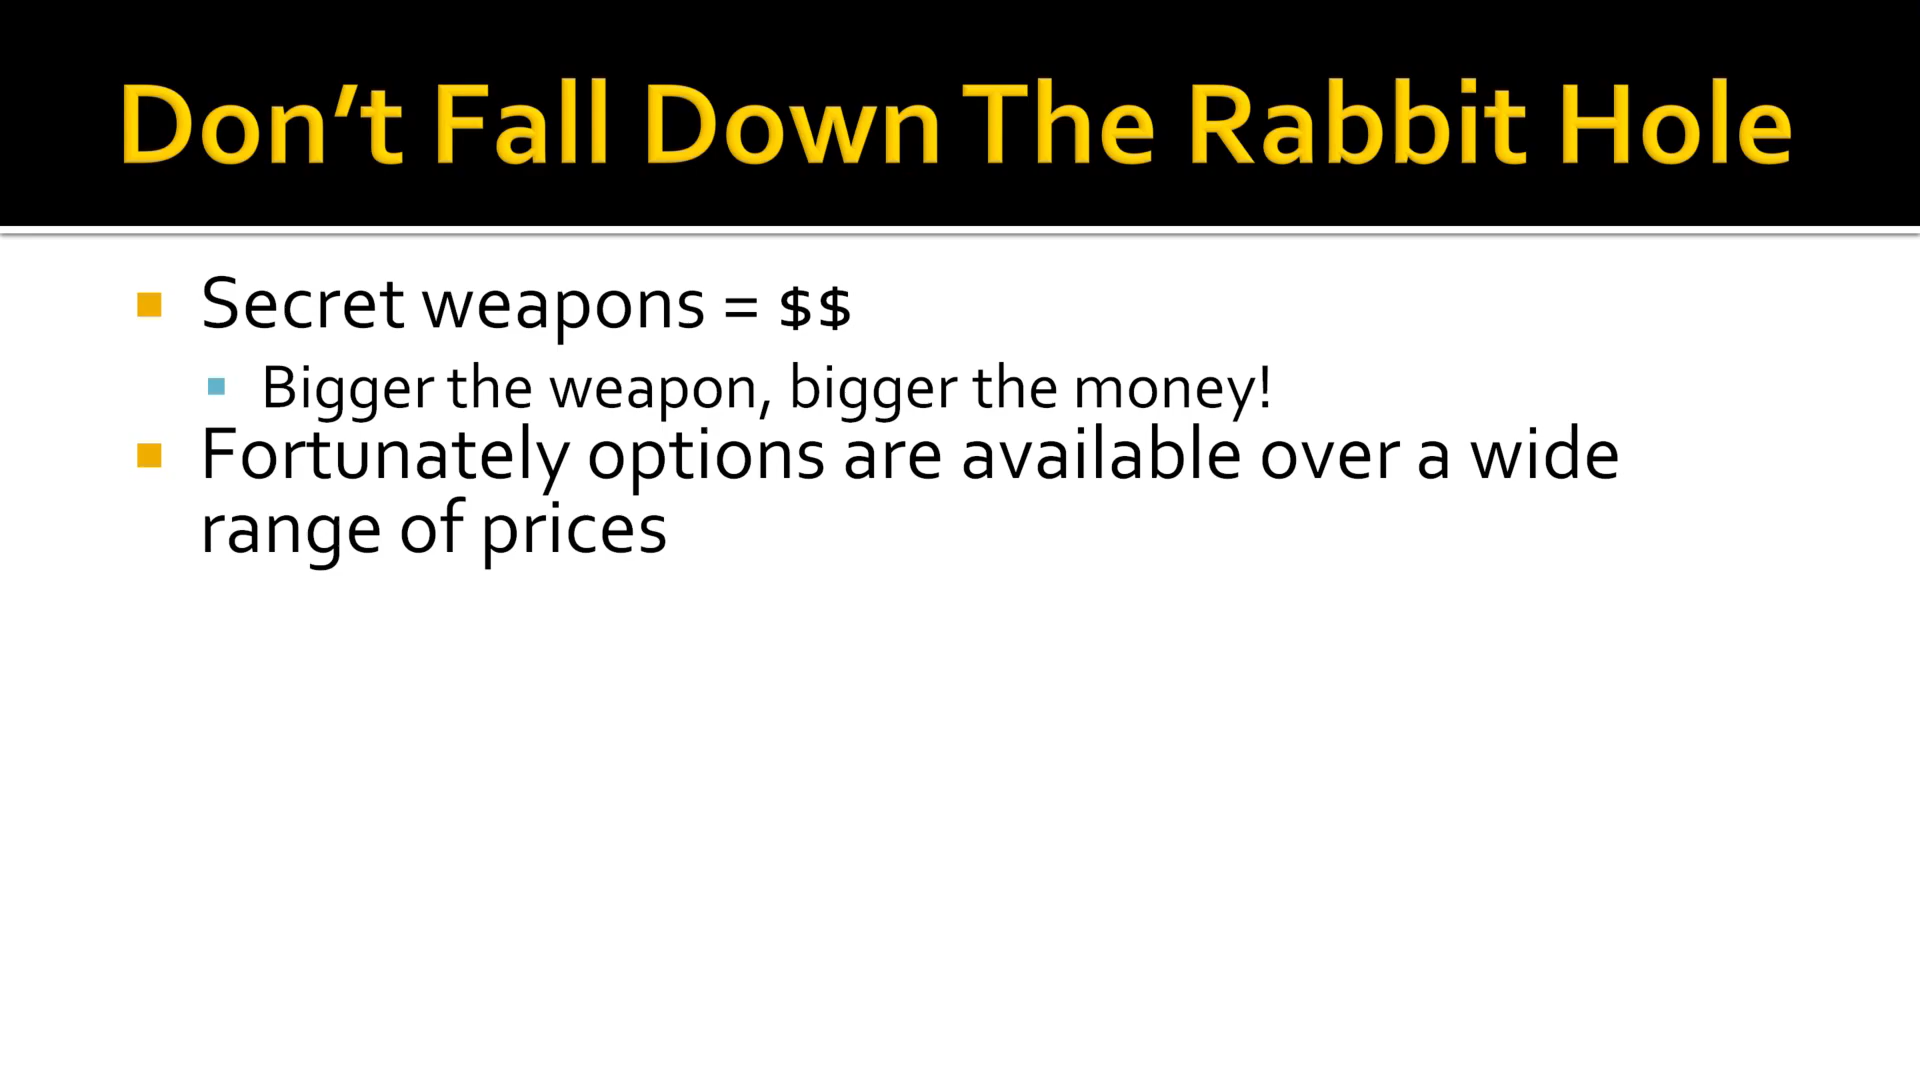 Don’t Fall Down The Rabbit Hole
Secret weapons = $$
Bigger the weapon, bigger the money!
Fortunately options are available over a wide
range of prices